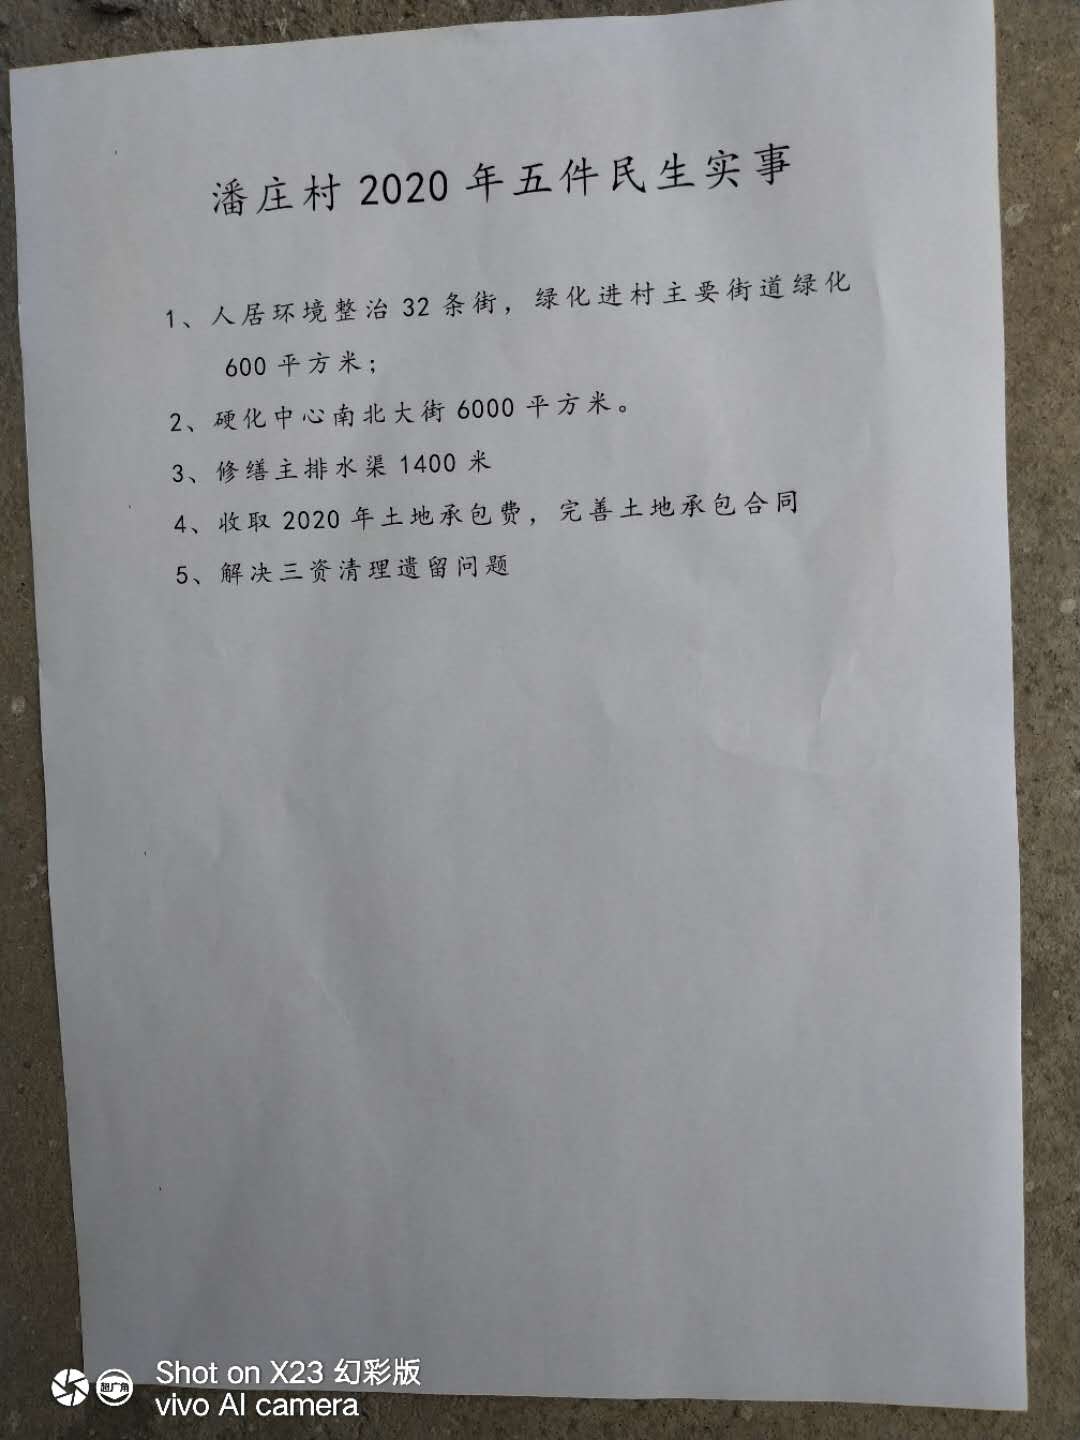 潘庄村 2020 年五件民生实事
1、人居环境整治 32 条街，绿化进村主要街道绿化
600 平方米；
2、硬化中心南北大街 6000 平方米。
3、修缮主排水渠 1400 米
4、收取 2020 年土地承包费，完善土地承包合同
5、解决三资清理遗留问题
超广角
Shot on X23 幻彩版
vivo AI camera